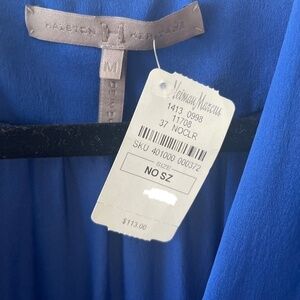 HALSTON HERITAGE
M
Neiman Marcus
1413 0998
11/08
37 NOCLR
SKU 401000 000372
SIZE
NO SZ
$113.00